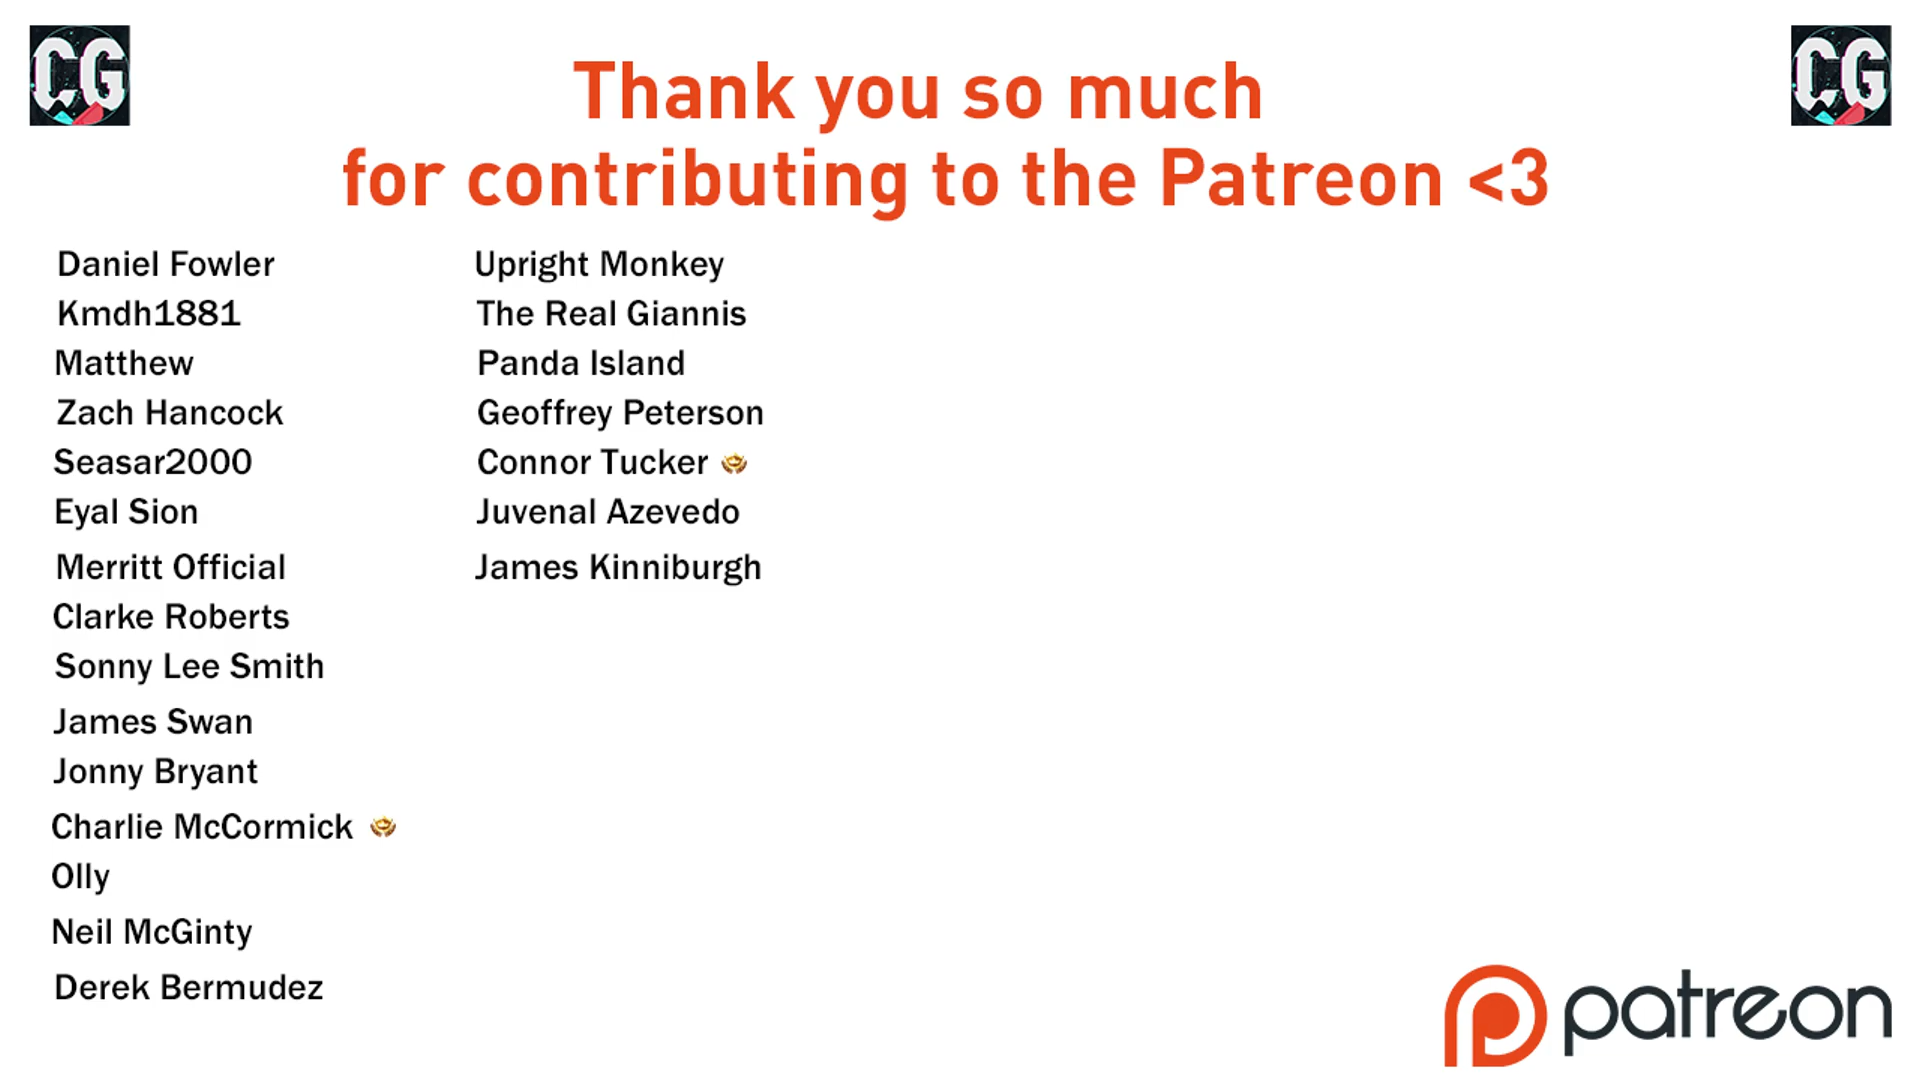 CG
CG
Thank you so much
for contributing to the Patreon <3
Daniel Fowler
Kmdh1881
Matthew
Zach Hancock
Seasar2000
Eyal Sion
Merritt Official
Clarke Roberts
Sonny Lee Smith
James Swan
Jonny Bryant
Charlie McCormick
Olly
Neil McGinty
Derek Bermudez
Upright Monkey
The Real Giannis
Panda Island
Geoffrey Peterson
Connor Tucker
Juvenal Azevedo
James Kinniburgh
patreon